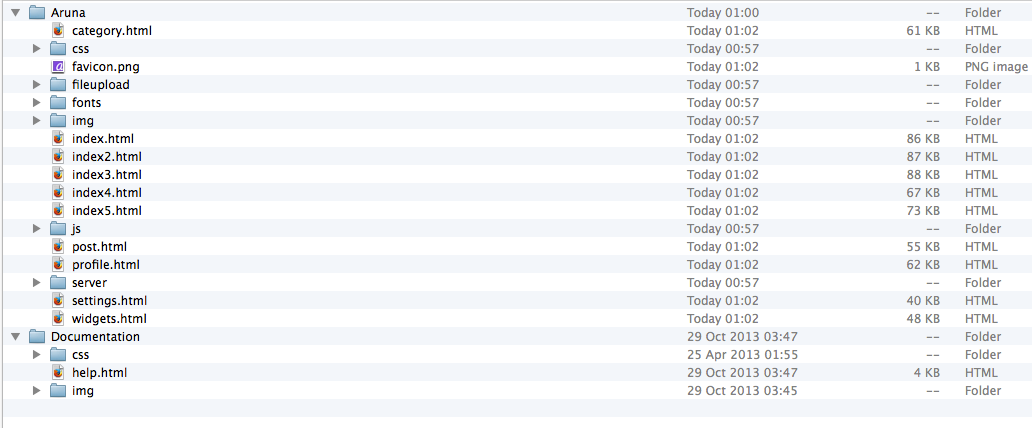 Aruna Today 01:00 -- Folder
category.html Today 01:02 61 KB HTML
css Today 00:57 -- Folder
favicon.png Today 00:57 1 KB PNG image
fileupload Today 00:57 -- Folder
fonts Today 00:57 -- Folder
img Today 00:57 -- Folder
index.html Today 01:02 86 KB HTML
index2.html Today 01:02 87 KB HTML
index3.html Today 01:02 88 KB HTML
index4.html Today 01:02 67 KB HTML
index5.html Today 01:02 73 KB HTML
js Today 00:57 -- Folder
post.html Today 01:02 55 KB HTML
profile.html Today 01:02 62 KB HTML
server Today 00:57 -- Folder
settings.html Today 01:02 40 KB HTML
widgets.html Today 01:02 48 KB HTML
Documentation 29 Oct 2013 03:47 -- Folder
css 25 Apr 2013 01:55 -- Folder
help.html 29 Oct 2013 03:47 4 KB HTML
img 29 Oct 2013 03:45 -- Folder